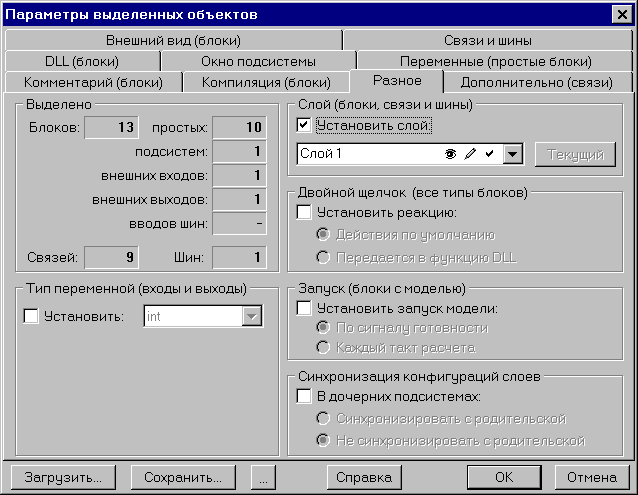 Параметры выделенных объектов
Внешний вид (блоки)
Связи и шины
DLL (блоки)
Окно подсистемы
Переменные (простые блоки)
Комментарий (блоки)
Компиляция (блоки)
Разное
Дополнительно (связи)
Выделено
Блоков: 13 простых: 10
подсистем: 1
внешних входов: 1
внешних выходов: 1
вводов шин: -
Связей: 9 Шин: 1
Тип переменной (входы и выходы)
Установить: int
Слой (блоки, связи и шины)
Установить слой:
Слой 1 Текущий
Двойной щелчок (все типы блоков)
Установить реакцию:
Действия по умолчанию
Передается в функцию DLL
Запуск (блоки с моделью)
Установить запуск модели:
По сигналу готовности
Каждый такт расчета
Синхронизация конфигураций слоев
В дочерних подсистемах:
Синхронизировать с родительской
Не синхронизировать с родительской
Загрузить... Сохранить... ... Справка OK Отмена